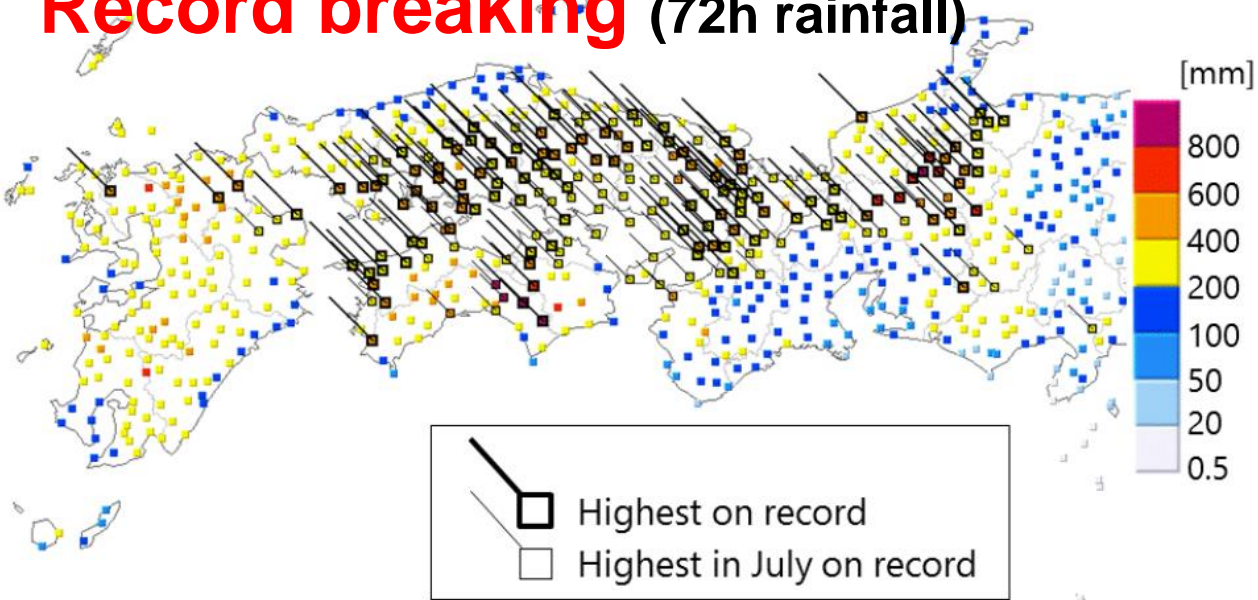 Record breaking (72h rainfall)
[mm]
800
600
400
200
100
50
20
0.5
Highest on record
Highest in July on record